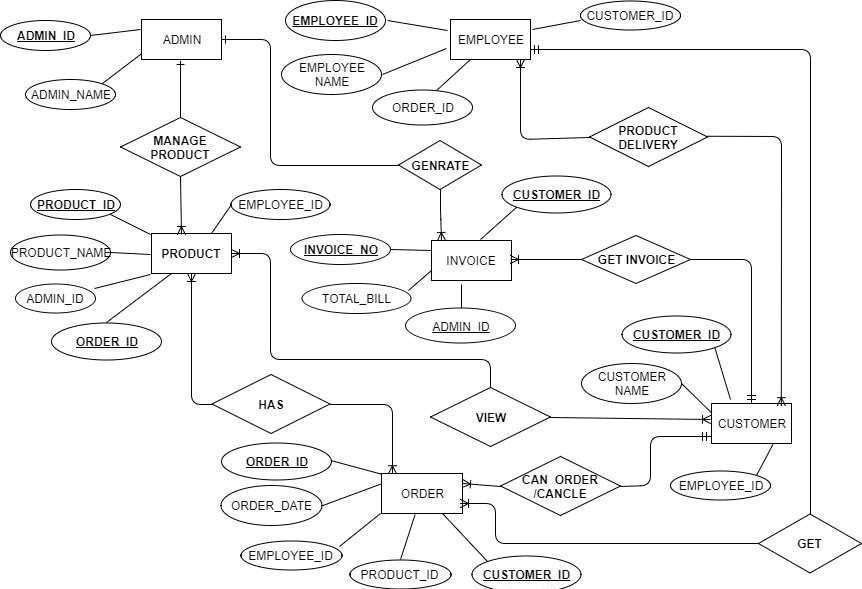 EMPLOYEE_ID
CUSTOMER_ID
ADMIN_ID
ADMIN
EMPLOYEE
EMPLOYEE
NAME
ADMIN_NAME
ORDER_ID
MANAGE
PRODUCT
PRODUCT
DELIVERY
GENRATE
PRODUCT_ID
EMPLOYEE_ID
CUSTOMER_ID
PRODUCT_NAME
PRODUCT
INVOICE_NO
INVOICE
GET INVOICE
ADMIN_ID
TOTAL_BILL
ADMIN_ID
ORDER_ID
CUSTOMER_ID
CUSTOMER
NAME
HAS
VIEW
CUSTOMER
ORDER_ID
CAN ORDER
/CANCLE
EMPLOYEE_ID
ORDER_DATE
ORDER
EMPLOYEE_ID
GET
PRODUCT_ID
CUSTOMER_ID